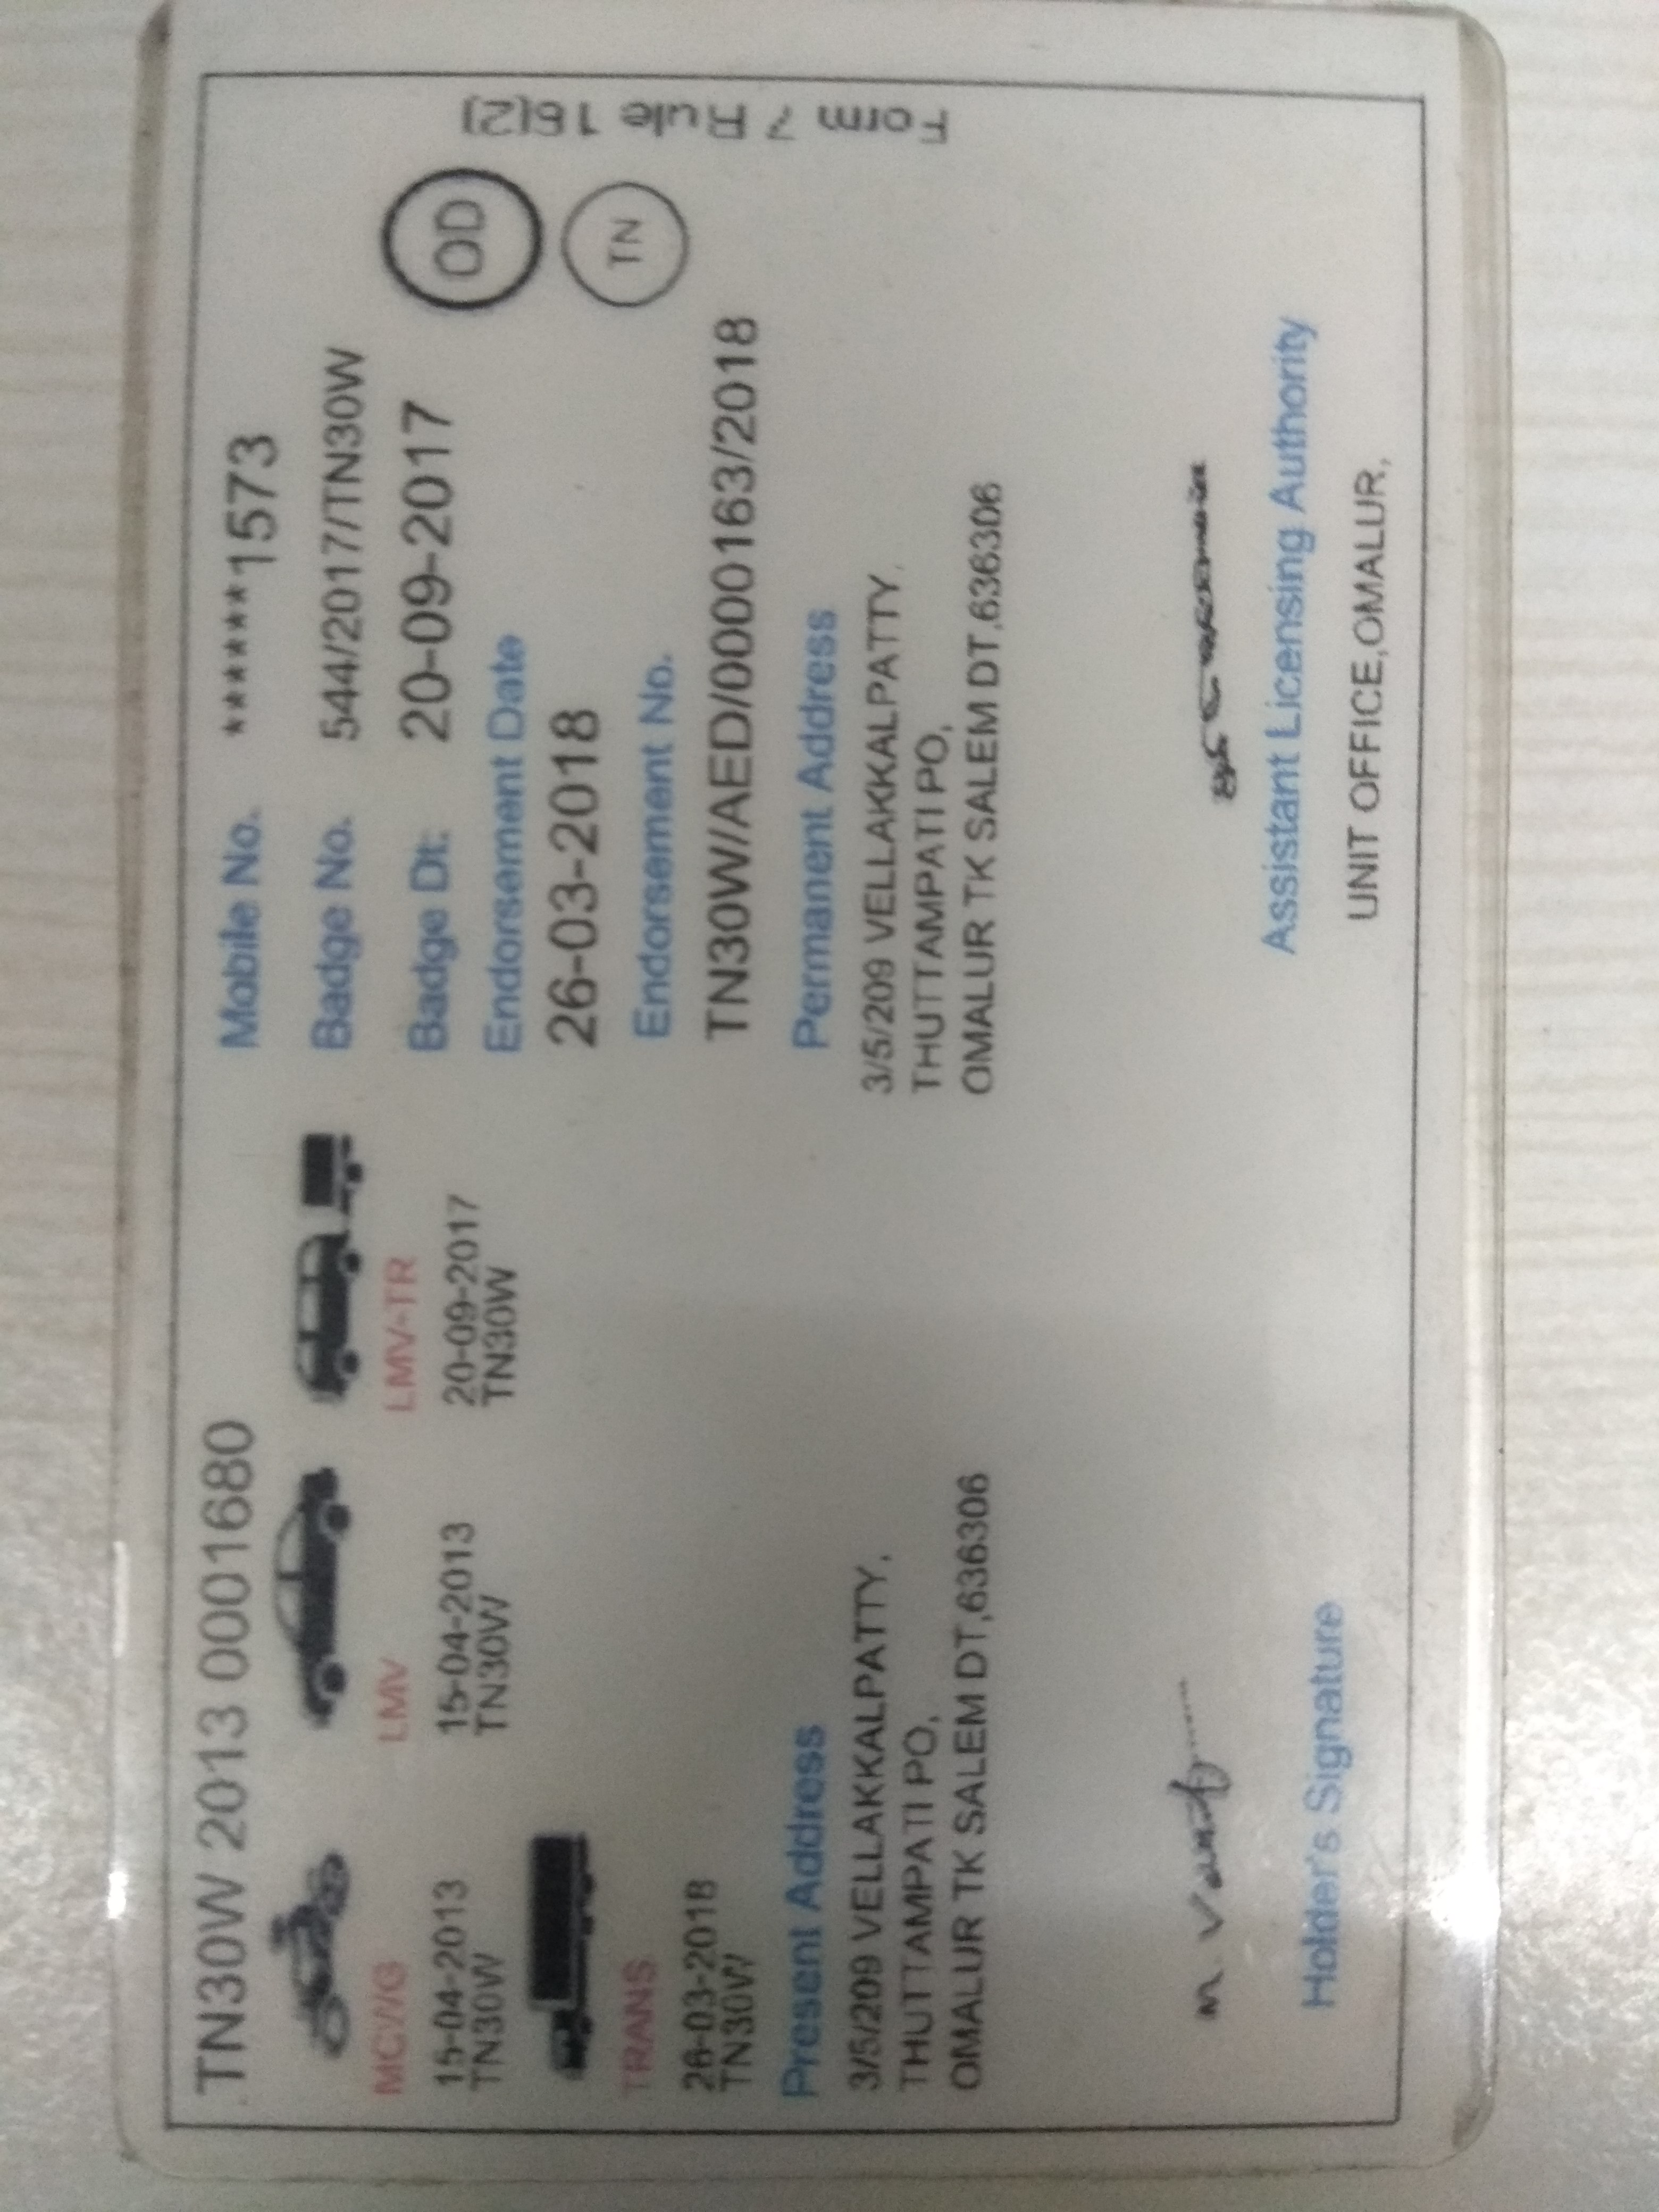 TN30W 2013 0001680
MCWG
15-04-2013
TN30W
LMV
15-04-2013
TN30W
LMV-TR
20-09-2017
TN30W
TRANS
26-03-2018
TN30W
Present Address
3/5/209 VELLAKKALPATTY,
THUTTAMPATI PO,
OMALUR TK SALEM DT,636306
Holder's Signature
Mobile No. ******1573
Badge No. 544/2017/TN30W
Badge Dt: 20-09-2017
Endorsement Date
26-03-2018
Endorsement No.
TN30W/AED/0000163/2018
Permanent Address
3/5/209 VELLAKKALPATTY,
THUTTAMPATI PO,
OMALUR TK SALEM DT,636306
Assistant Licensing Authority
UNIT OFFICE,OMALUR,
OD
TN
Form 7 Rule 16(2)